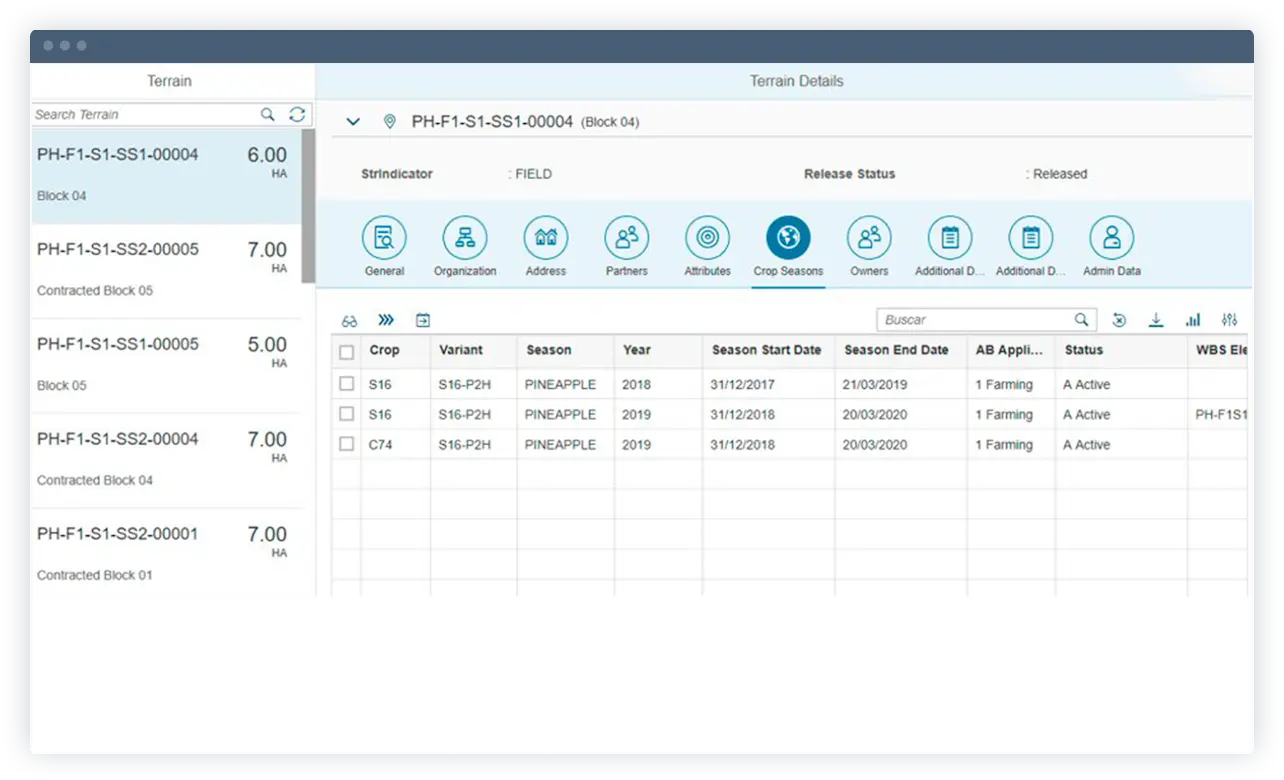 Terrain
Search Terrain
PH-F1-S1-SS1-00004 6.00
HA
Block 04
PH-F1-S1-SS2-00005 7.00
HA
Contracted Block 05
PH-F1-S1-SS1-00005 5.00
HA
Block 05
PH-F1-S1-SS2-00004 7.00
HA
Contracted Block 04
PH-F1-S1-SS2-00001 7.00
HA
Contracted Block 01
Terrain Details
PH-F1-S1-SS1-00004 (Block 04)
StrIndicator : FIELD Release Status : Released
General Organization Address Partners Attributes Crop Seasons Owners Additional D... Additional D... Admin Data
Buscar
Crop Variant Season Year Season Start Date Season End Date AB Appli... Status WBS Ele
S16 S16-P2H PINEAPPLE 2018 31/12/2017 21/03/2019 1 Farming A Active
S16 S16-P2H PINEAPPLE 2019 31/12/2018 20/03/2020 1 Farming A Active PH-F1S1
C74 S16-P2H PINEAPPLE 2019 31/12/2018 20/03/2020 1 Farming A Active